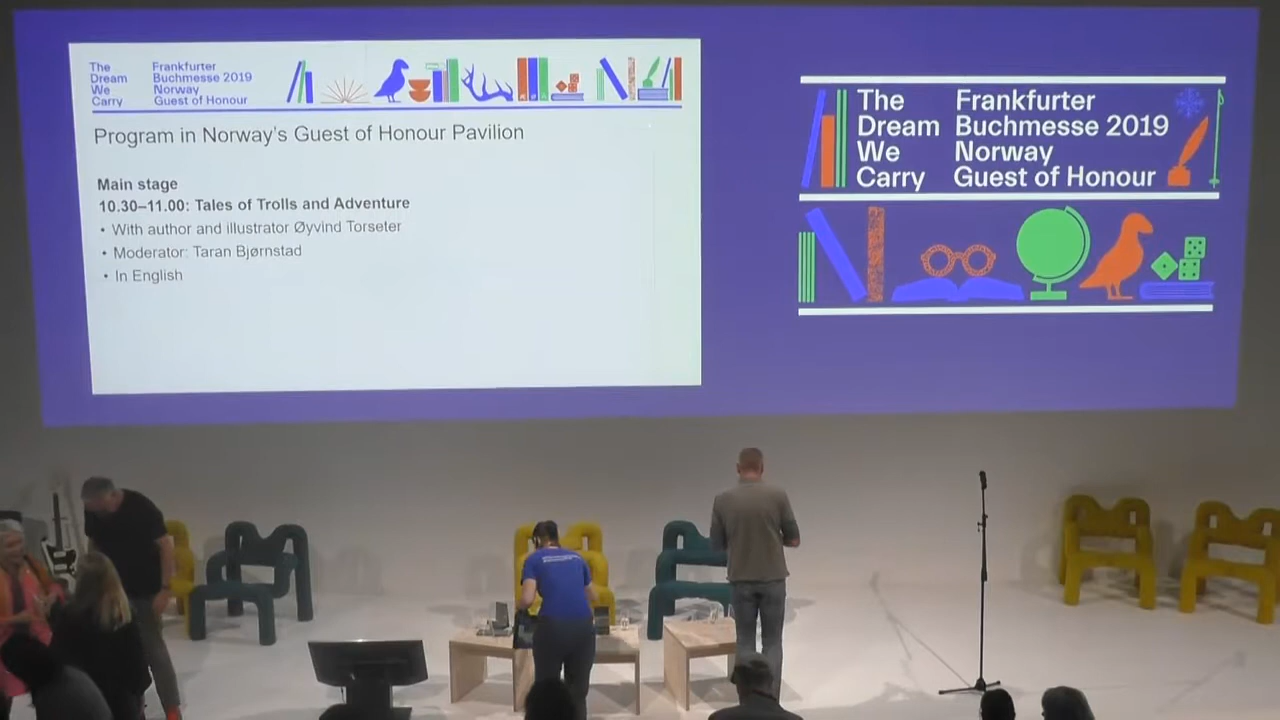 The Dream We Carry
Frankfurter Buchmesse 2019 Norway Guest of Honour
Program in Norway's Guest of Honour Pavilion
Main stage
10.30–11.00: Tales of Trolls and Adventure
• With author and illustrator Øyvind Torseter
• Moderator: Taran Bjørnstad
• In English
The Dream We Carry
Frankfurter Buchmesse 2019 Norway Guest of Honour